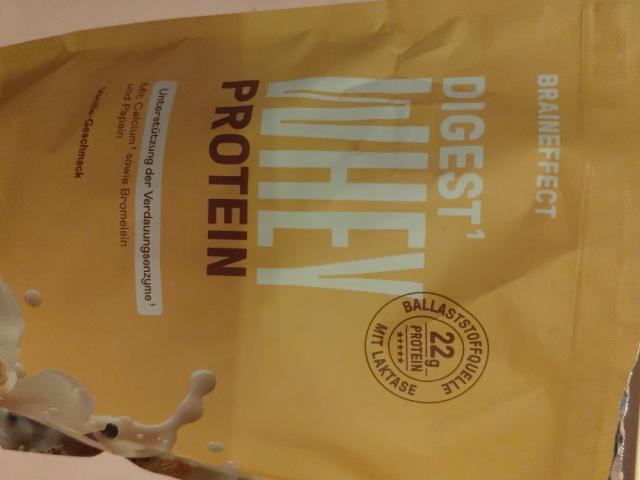 BRAINEFFECT
DIGEST¹
WHEY
PROTEIN
BALLASTSTOFFQUELLE
22g
PROTEIN
★★★★★
MIT LAKTASE
Unterstützung der Verdauungsenzyme¹
Mit Calcium¹ sowie Bromelain
und Papain
Vanille-Geschmack